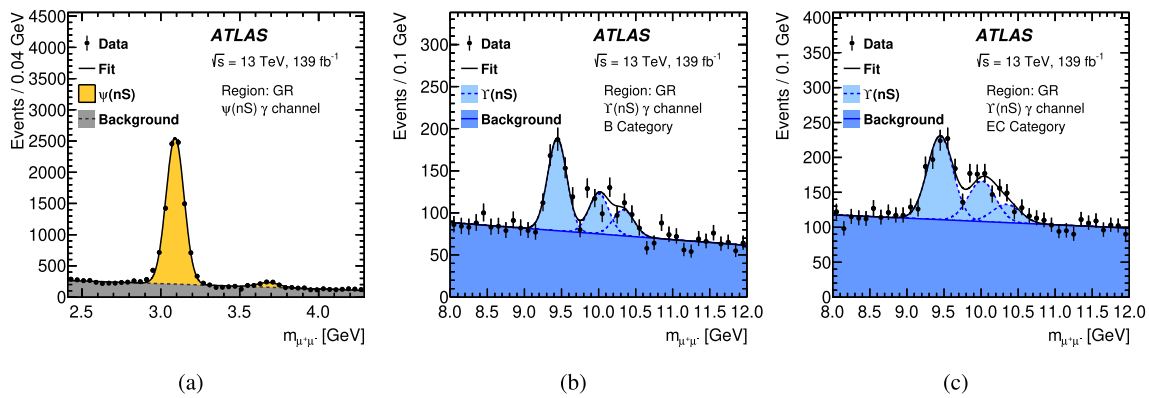 Events / 0.04 GeV
4500
4000
3500
3000
2500
2000
1500
1000
500
0
2.5 3.0 3.5 4.0
m_μ⁺μ⁻ [GeV]
ATLAS
√s = 13 TeV, 139 fb⁻¹
Region: GR
ψ(nS) γ channel
Data
Fit
ψ(nS)
Background
(a)
Events / 0.1 GeV
300
250
200
150
100
50
0
8.0 8.5 9.0 9.5 10.0 10.5 11.0 11.5 12.0
m_μ⁺μ⁻ [GeV]
ATLAS
√s = 13 TeV, 139 fb⁻¹
Region: GR
ϒ(nS) γ channel
B Category
Data
Fit
ϒ(nS)
Background
(b)
Events / 0.1 GeV
400
350
300
250
200
150
100
50
0
8.0 8.5 9.0 9.5 10.0 10.5 11.0 11.5 12.0
m_μ⁺μ⁻ [GeV]
ATLAS
√s = 13 TeV, 139 fb⁻¹
Region: GR
ϒ(nS) γ channel
EC Category
Data
Fit
ϒ(nS)
Background
(c)